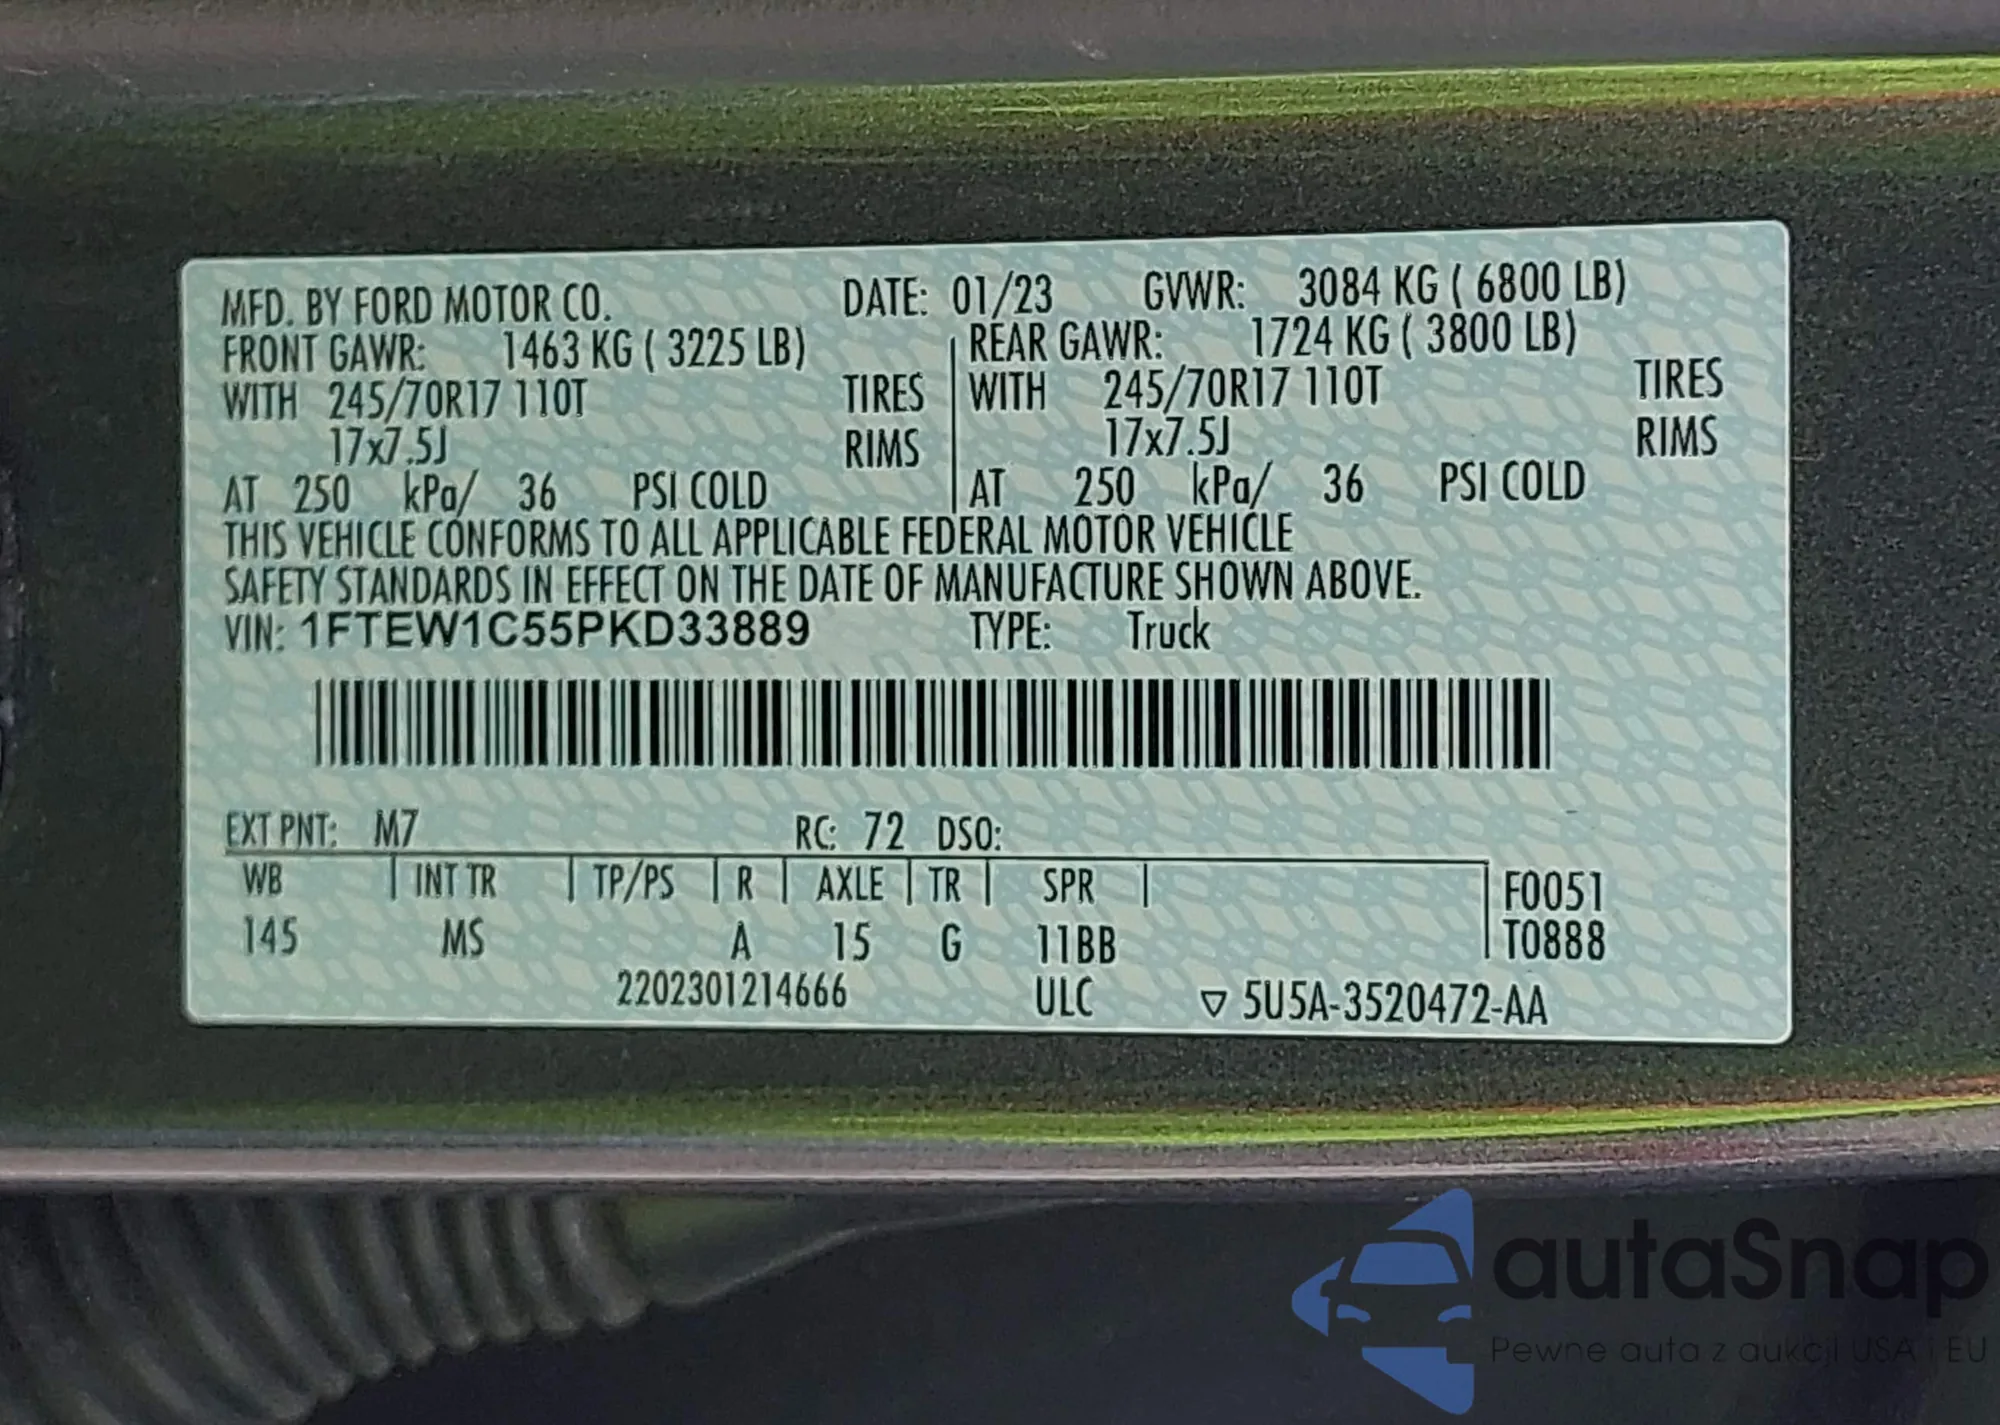 MFD. BY FORD MOTOR CO. DATE: 01/23 GVWR: 3084 KG ( 6800 LB)
FRONT GAWR: 1463 KG ( 3225 LB) REAR GAWR: 1724 KG ( 3800 LB)
WITH 245/70R17 110T TIRES WITH 245/70R17 110T TIRES
17x7.5J RIMS 17x7.5J RIMS
AT 250 kPa/ 36 PSI COLD AT 250 kPa/ 36 PSI COLD
THIS VEHICLE CONFORMS TO ALL APPLICABLE FEDERAL MOTOR VEHICLE
SAFETY STANDARDS IN EFFECT ON THE DATE OF MANUFACTURE SHOWN ABOVE.
VIN: 1FTEW1C55PKD33889 TYPE: Truck
EXT PNT: M7 RC: 72 DSO:
WB INT TR TP/PS R AXLE TR SPR F0051
145 MS A 15 G 11BB T0888
2202301214666 ULC ▽ 5U5A-3520472-AA
autaSnap
Pewne auta z aukcji USA i EU